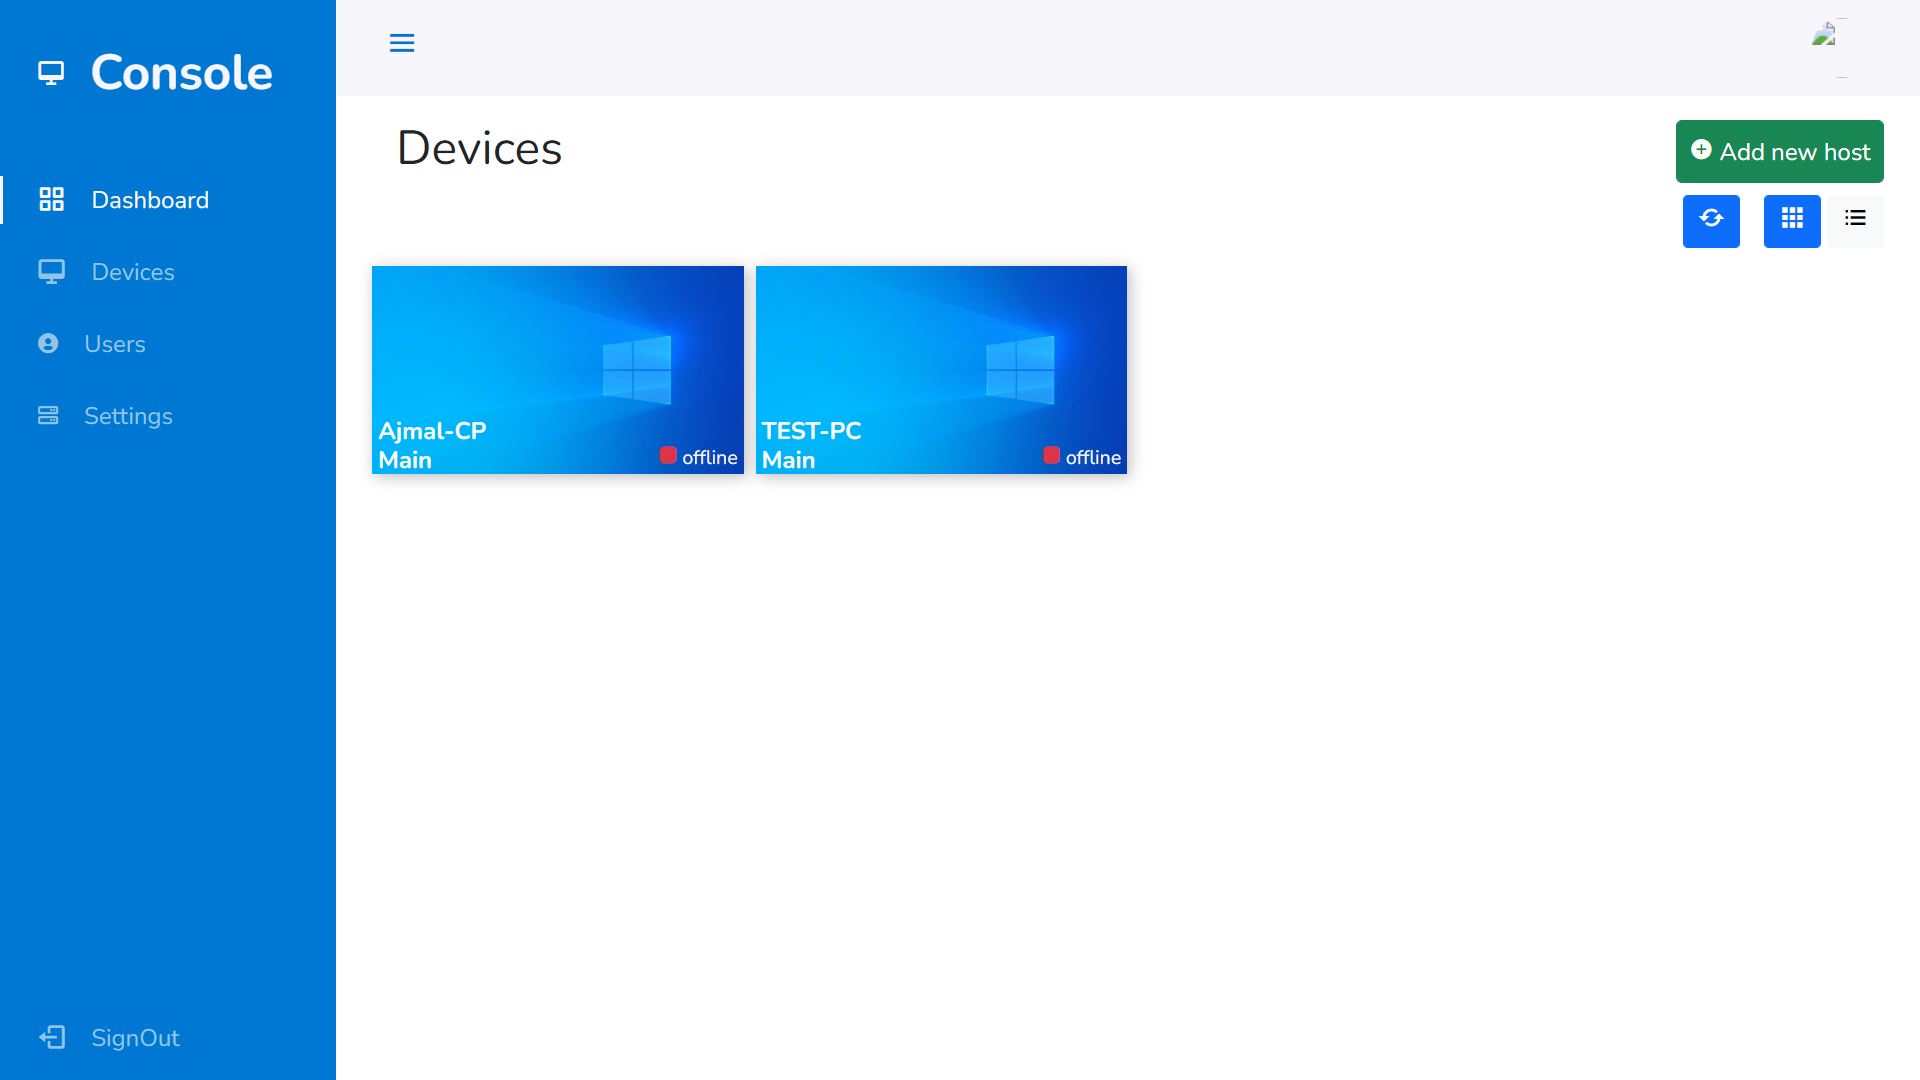 Console
Dashboard
Devices
Users
Settings
SignOut
Devices
Add new host
Ajmal-CP
Main
offline
TEST-PC
Main
offline